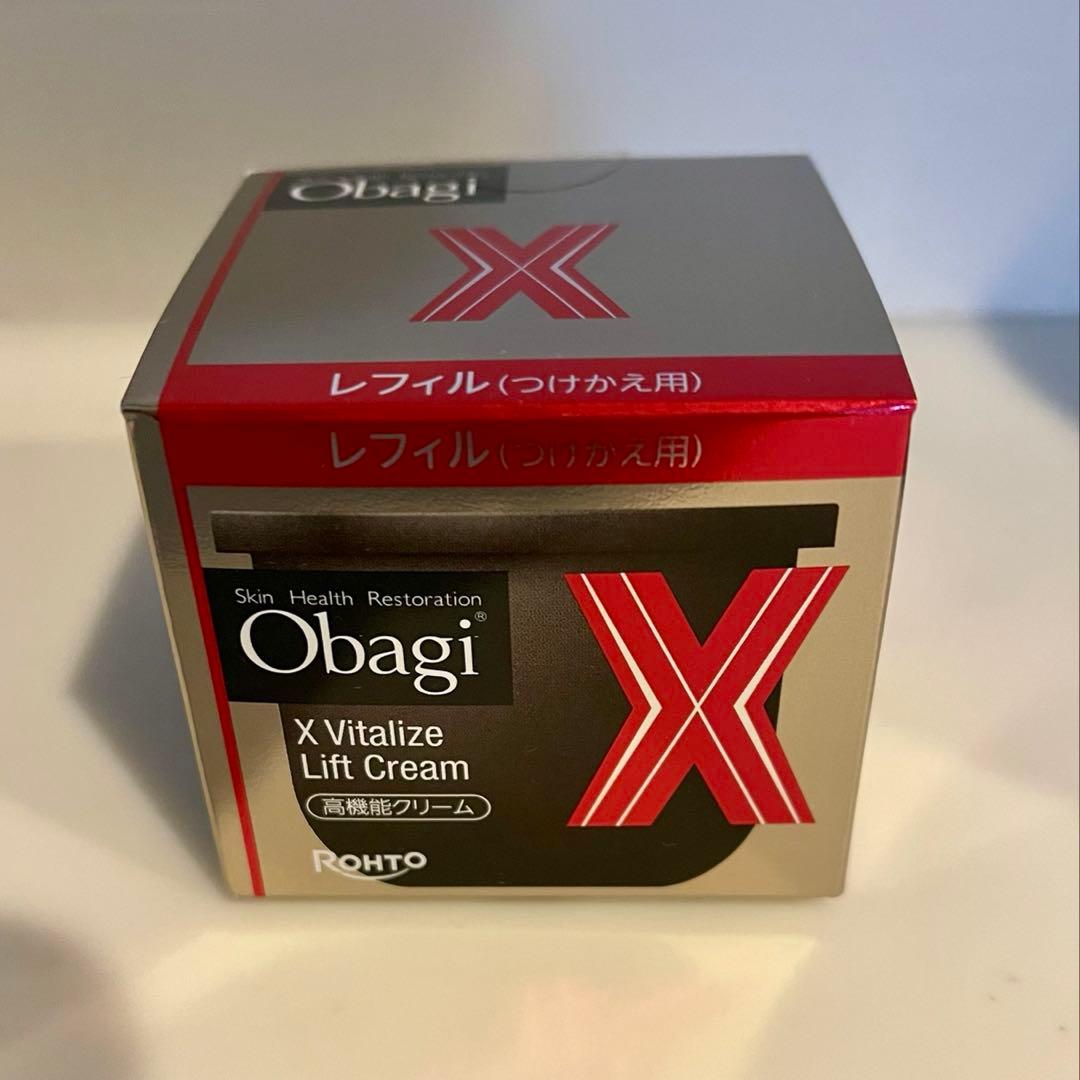 Obagi
X
レフィル(つけかえ用)
レフィル(つけかえ用)
Skin Health Restoration
Obagi®
X
X Vitalize
Lift Cream
高機能クリーム
ROHTO